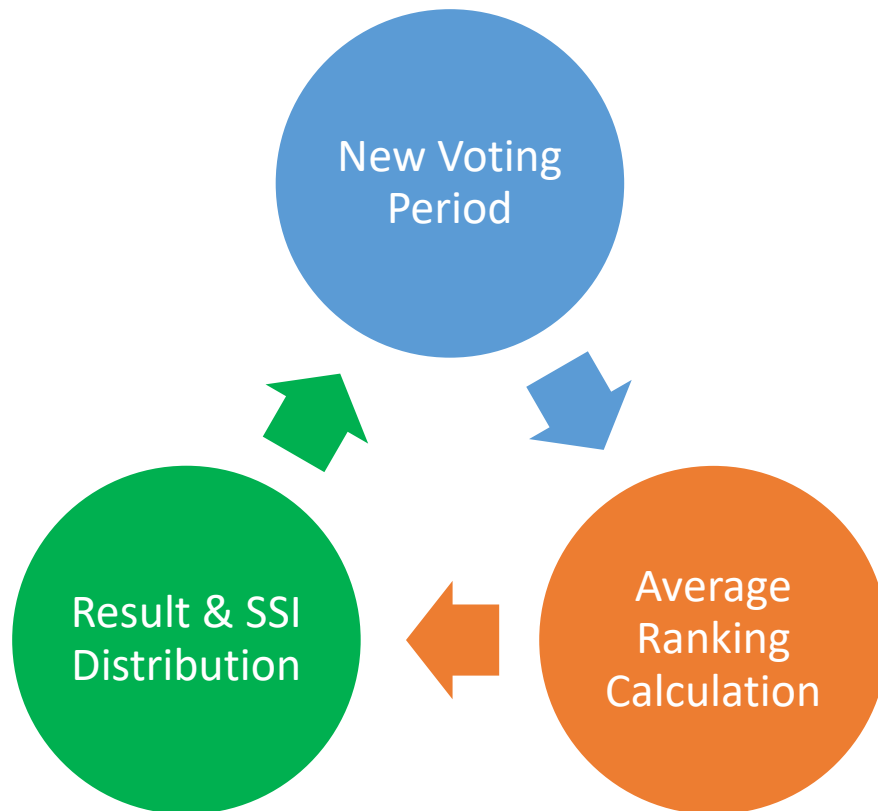 New Voting
Period
Average
Ranking
Calculation
Result & SSI
Distribution